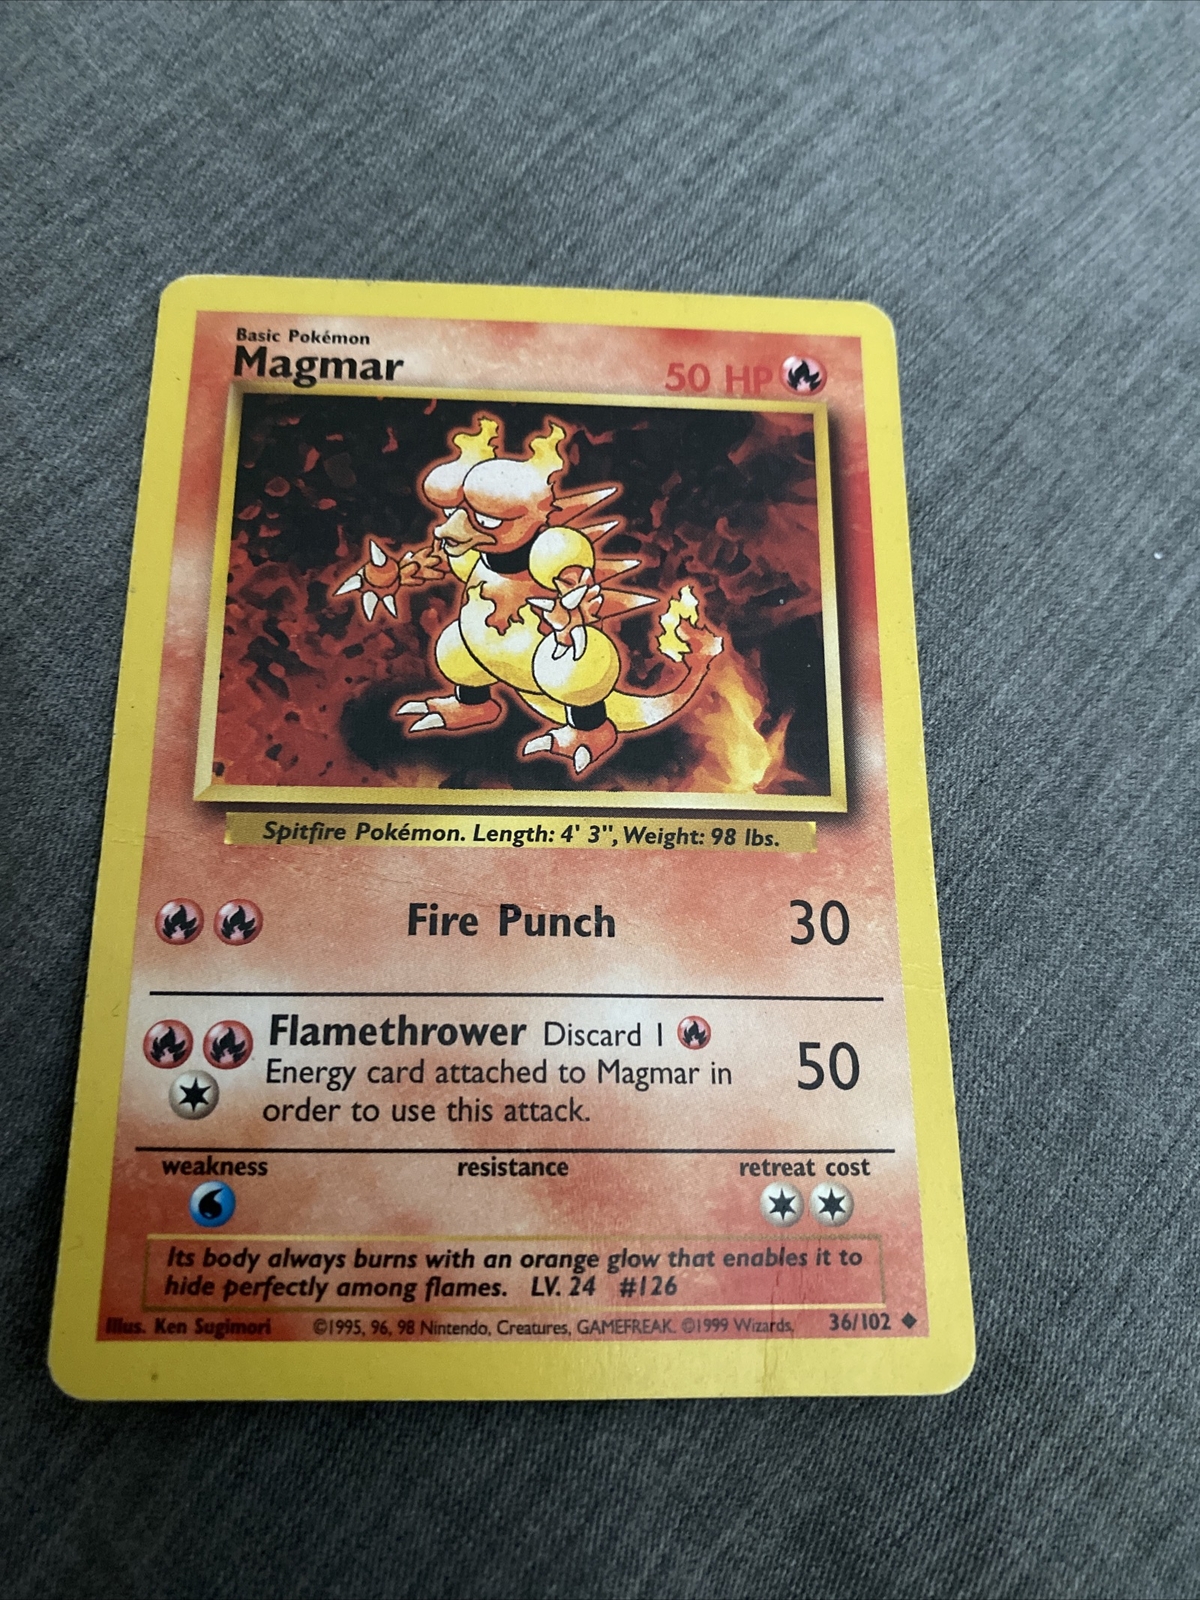 Basic Pokémon
Magmar
50 HP
Spitfire Pokémon. Length: 4' 3", Weight: 98 lbs.
Fire Punch 30
Flamethrower Discard 1
Energy card attached to Magmar in
order to use this attack.
50
weakness resistance retreat cost
Its body always burns with an orange glow that enables it to
hide perfectly among flames. LV. 24 #126
Illus. Ken Sugimori ©1995, 96, 98 Nintendo, Creatures, GAMEFREAK. ©1999 Wizards. 36/102